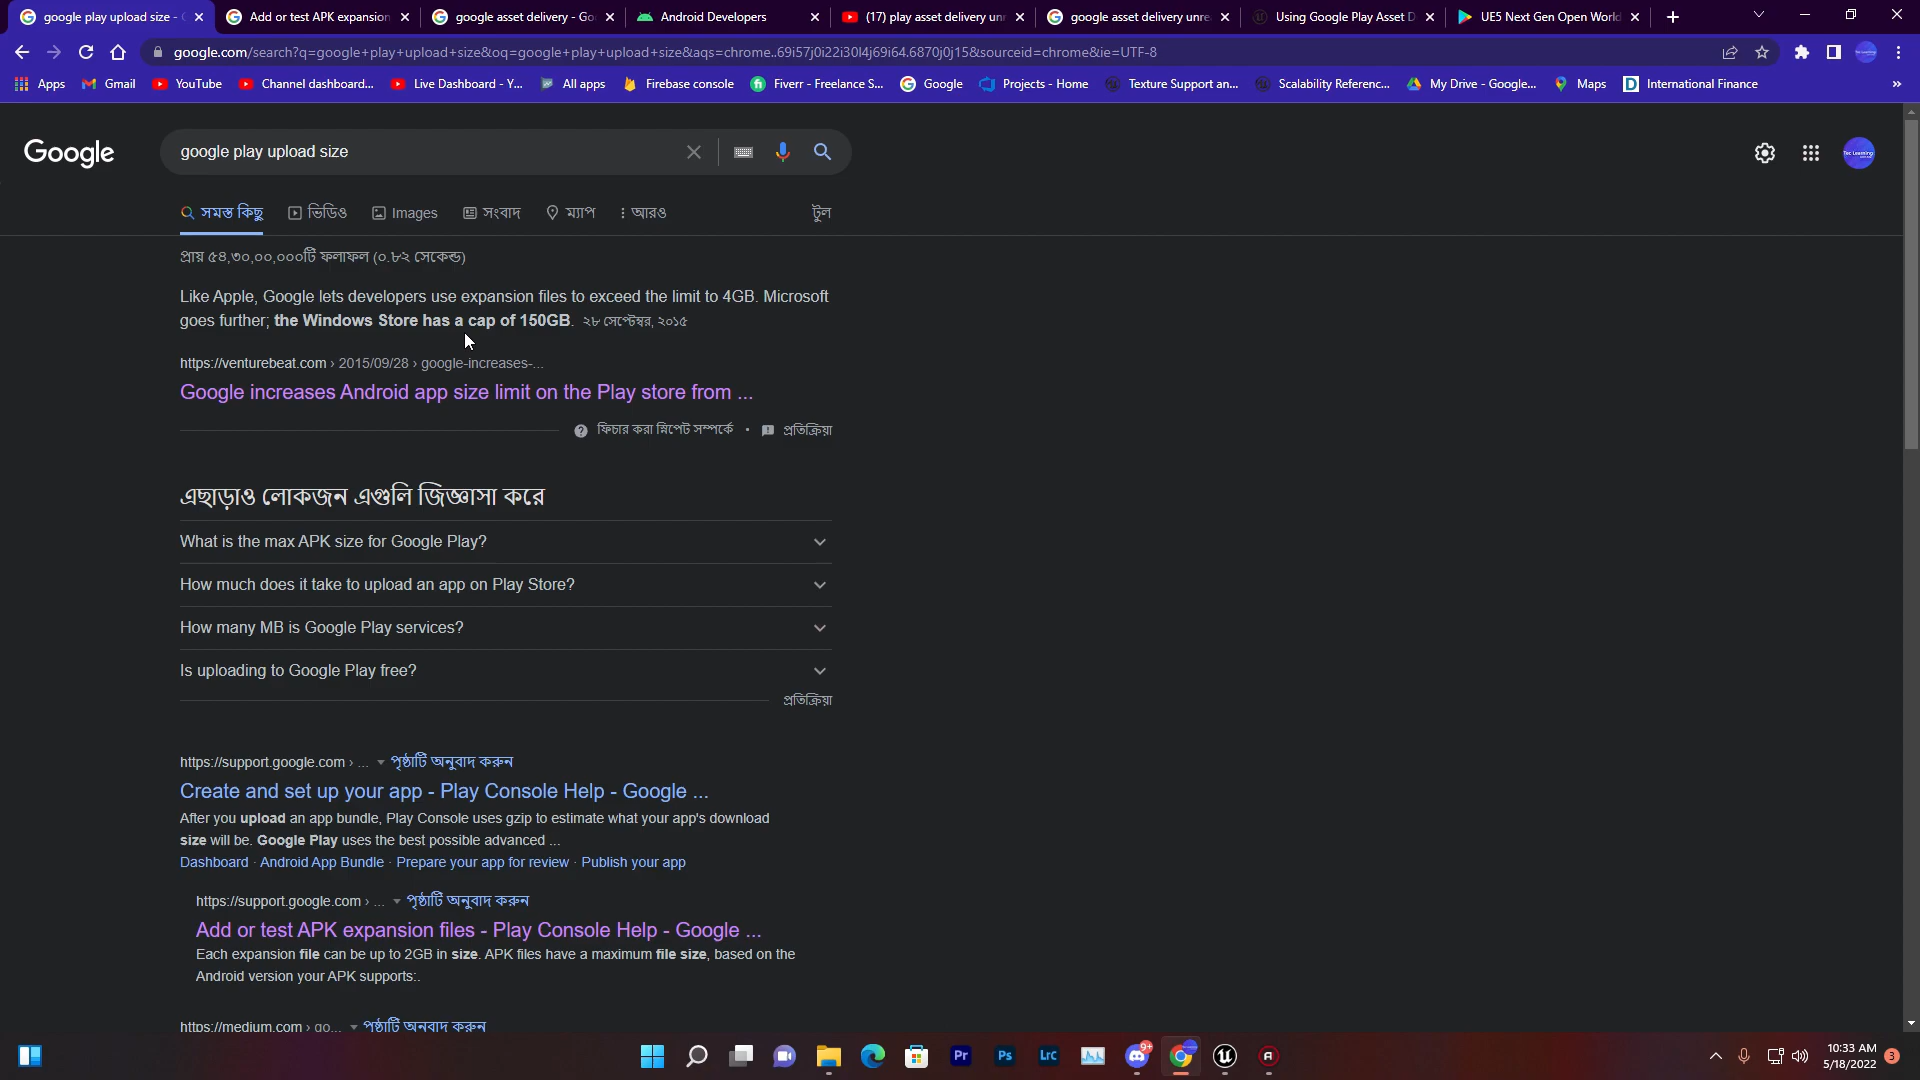 google play upload size -
Add or test APK expansion
google asset delivery - Go
Android Developers
(17) play asset delivery unr
google asset delivery unre
Using Google Play Asset D
UE5 Next Gen Open World
google.com/search?q=google+play+upload+size&oq=google+play+upload+size&aqs=chrome..69i57j0i22i30l4j69i64.6870j0j15&sourceid=chrome&ie=UTF-8
Apps
Gmail
YouTube
Channel dashboard...
Live Dashboard - Y...
All apps
Firebase console
Fiverr - Freelance S...
Google
Projects - Home
Texture Support an...
Scalability Referenc...
My Drive - Google...
Maps
International Finance
»
Google
google play upload size
সমস্ত কিছু
ভিডিও
Images
সংবাদ
ম্যাপ
আরও
টুল
প্রায় ৫৪,৩০,০০,০০০টি ফলাফল (০.৮২ সেকেন্ড)
Like Apple, Google lets developers use expansion files to exceed the limit to 4GB. Microsoft
goes further; the Windows Store has a cap of 150GB. ২৮ সেপ্টেম্বর, ২০১৫
https://venturebeat.com › 2015/09/28 › google-increases-...
Google increases Android app size limit on the Play store from ...
ফিচার করা স্নিপেট সম্পর্কে • প্রতিক্রিয়া
এছাড়াও লোকজন এগুলি জিজ্ঞাসা করে
What is the max APK size for Google Play?
How much does it take to upload an app on Play Store?
How many MB is Google Play services?
Is uploading to Google Play free?
প্রতিক্রিয়া
https://support.google.com › ... পৃষ্ঠাটি অনুবাদ করুন
Create and set up your app - Play Console Help - Google ...
After you upload an app bundle, Play Console uses gzip to estimate what your app's download
size will be. Google Play uses the best possible advanced ...
Dashboard · Android App Bundle · Prepare your app for review · Publish your app
https://support.google.com › ... পৃষ্ঠাটি অনুবাদ করুন
Add or test APK expansion files - Play Console Help - Google ...
Each expansion file can be up to 2GB in size. APK files have a maximum file size, based on the
Android version your APK supports:.
https://medium.com › go... পৃষ্ঠাটি অনুবাদ করুন
Pr
Ps
LrC
9+
10:33 AM
5/18/2022
3